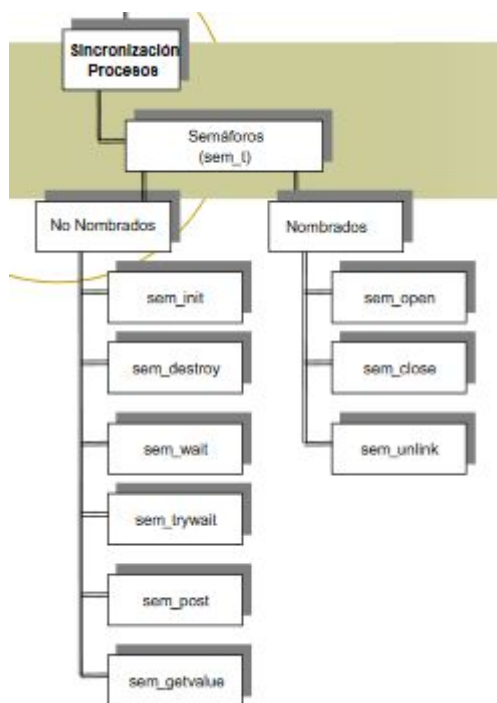 Sincronización
Procesos
Semáforos
(sem_t)
No Nombrados
Nombrados
sem_init
sem_open
sem_destroy
sem_close
sem_wait
sem_unlink
sem_trywait
sem_post
sem_getvalue